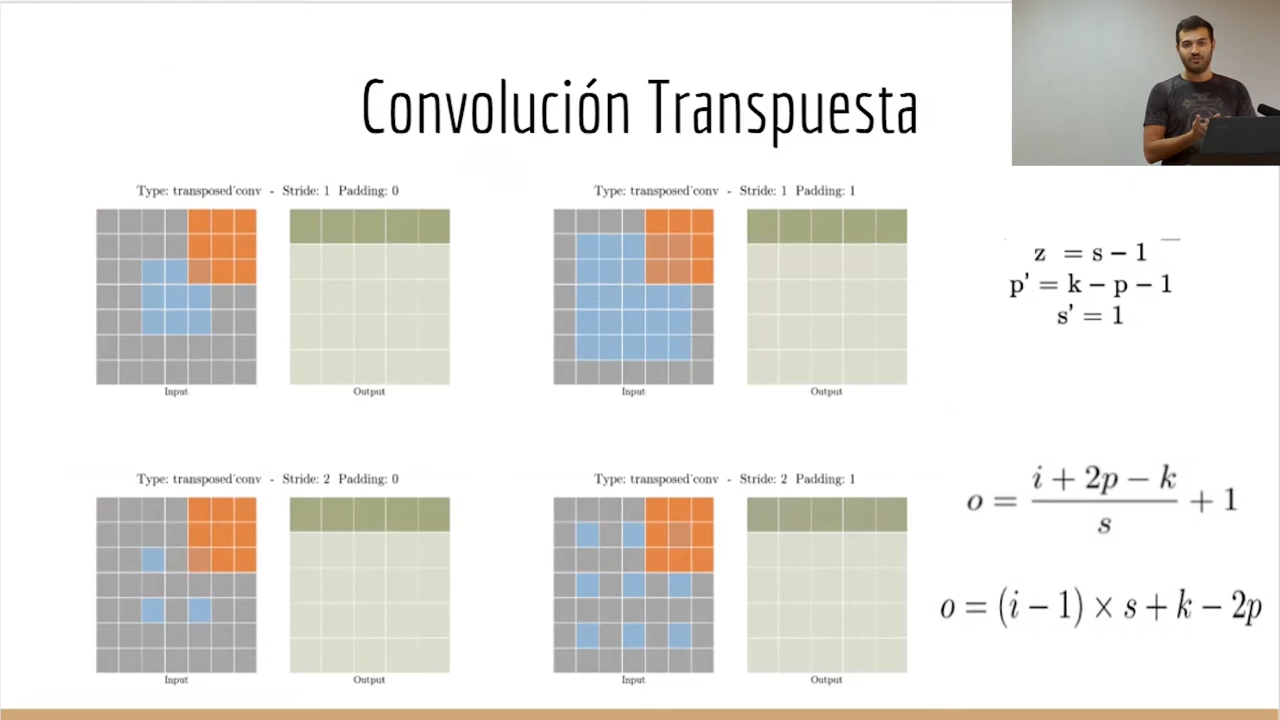 Convolución Transpuesta
Type: transposed˙conv - Stride: 1 Padding: 0
Input
Output
Type: transposed˙conv - Stride: 1 Padding: 1
Input
Output
z = s − 1
p' = k − p − 1
s' = 1
Type: transposed˙conv - Stride: 2 Padding: 0
Input
Output
Type: transposed˙conv - Stride: 2 Padding: 1
Input
Output
o = \frac{i + 2p − k}{s} + 1
o = (i − 1) × s + k − 2p